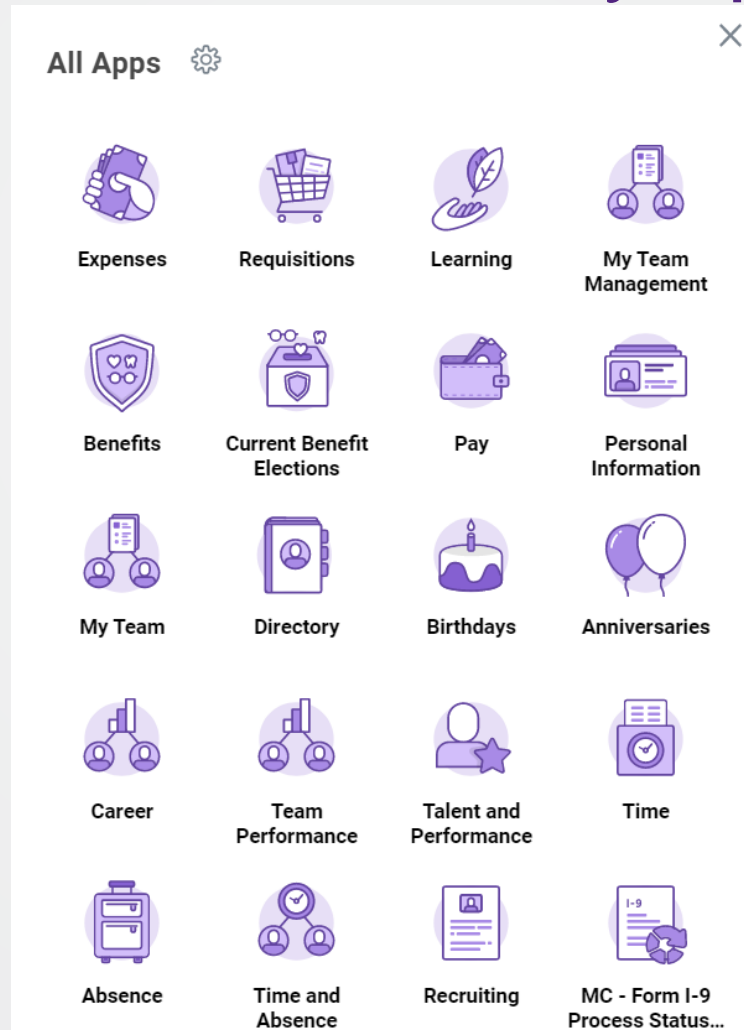 All Apps
Expenses
Requisitions
Learning
My Team
Management
Benefits
Current Benefit
Elections
Pay
Personal
Information
My Team
Directory
Birthdays
Anniversaries
Career
Team
Performance
Talent and
Performance
Time
Absence
Time and
Absence
Recruiting
I-9
MC - Form I-9
Process Status...